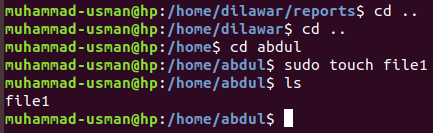 muhammad-usman@hp:/home/dilawar/reports$ cd ..
muhammad-usman@hp:/home/dilawar$ cd ..
muhammad-usman@hp:/home$ cd abdul
muhammad-usman@hp:/home/abdul$ sudo touch file1
muhammad-usman@hp:/home/abdul$ ls
file1
muhammad-usman@hp:/home/abdul$